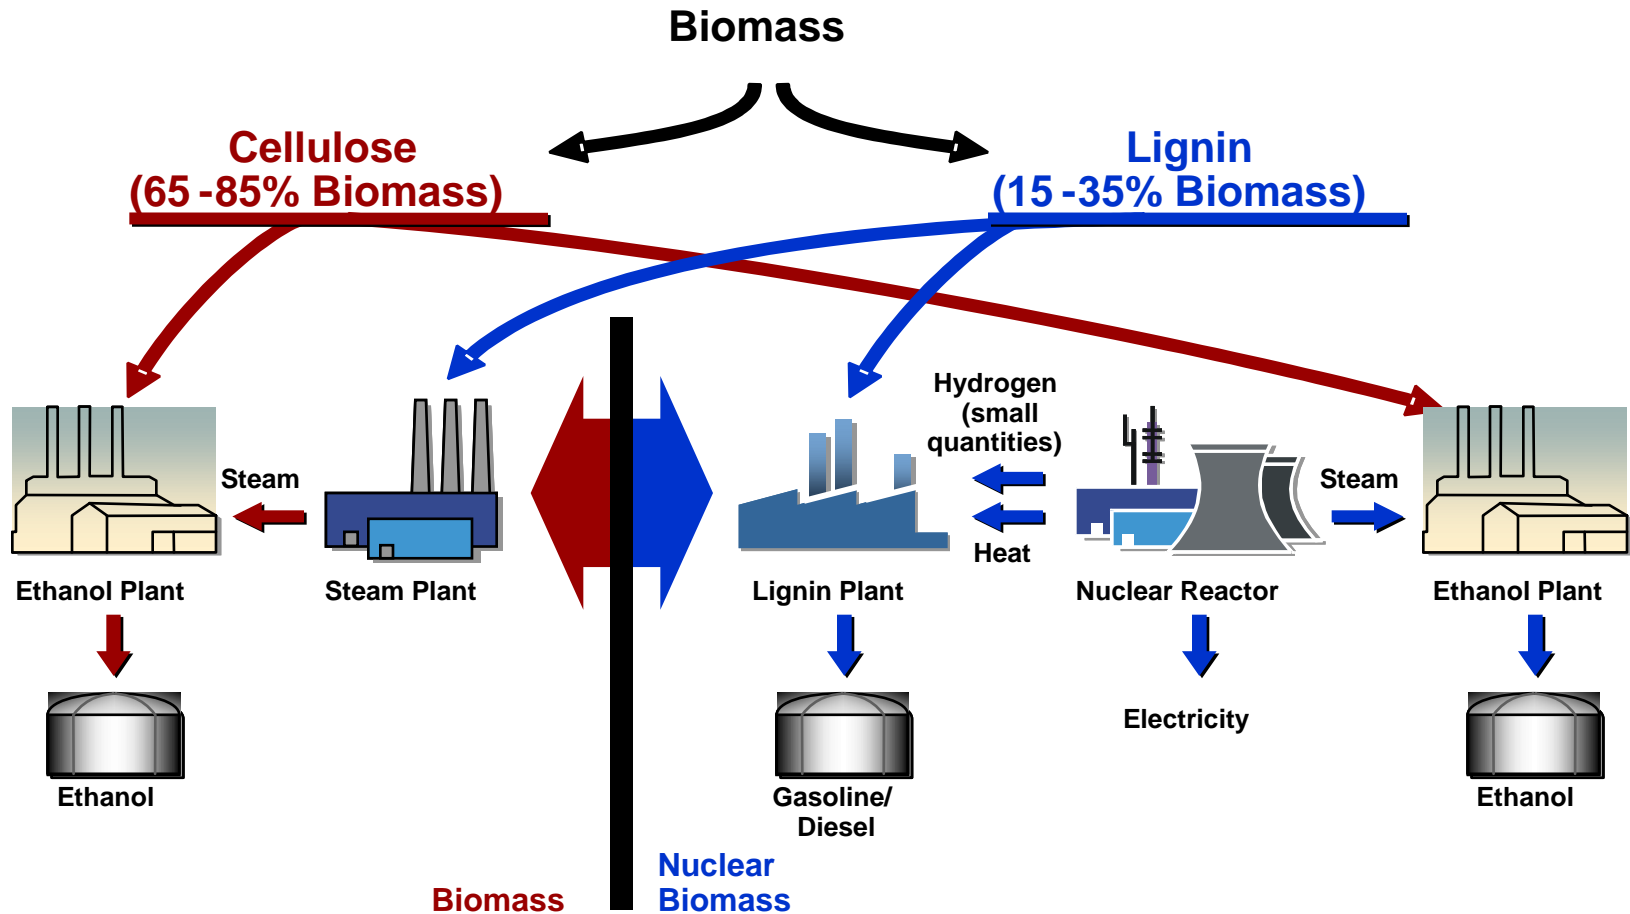 Biomass
Cellulose
(65-85% Biomass)
Lignin
(15-35% Biomass)
Hydrogen
(small
quantities)
Steam
Steam
Heat
Ethanol Plant
Steam Plant
Lignin Plant
Nuclear Reactor
Ethanol Plant
Electricity
Ethanol
Gasoline/
Diesel
Ethanol
Biomass
Nuclear
Biomass